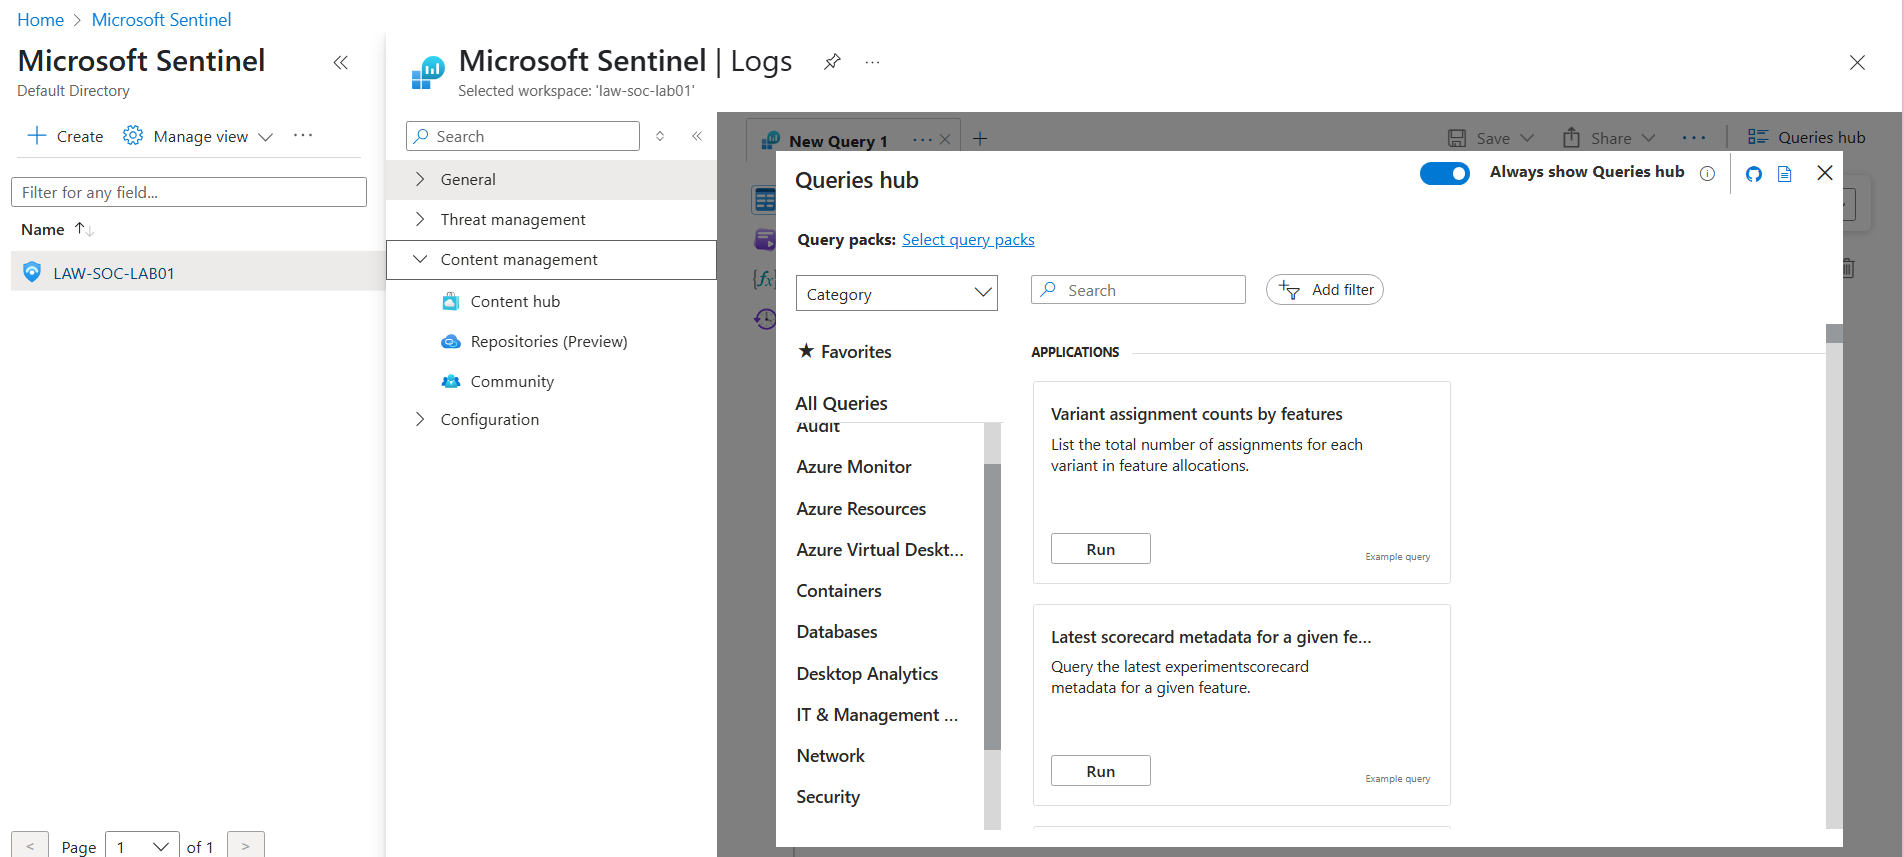 Home > Microsoft Sentinel
Microsoft Sentinel
Default Directory
Create Manage view ...
Filter for any field...
Name
LAW-SOC-LAB01
< Page 1 of 1 >
Microsoft Sentinel | Logs
Selected workspace: 'law-soc-lab01'
Search
General
Threat management
Content management
Content hub
Repositories (Preview)
Community
Configuration
New Query 1
Save Share ... Queries hub
{fx}
Queries hub
Always show Queries hub
Query packs: Select query packs
Category
Search
Add filter
Favorites
All Queries
Audit
Azure Monitor
Azure Resources
Azure Virtual Deskt...
Containers
Databases
Desktop Analytics
IT & Management ...
Network
Security
APPLICATIONS
Variant assignment counts by features
List the total number of assignments for each
variant in feature allocations.
Run
Example query
Latest scorecard metadata for a given fe...
Query the latest experimentscorecard
metadata for a given feature.
Run
Example query